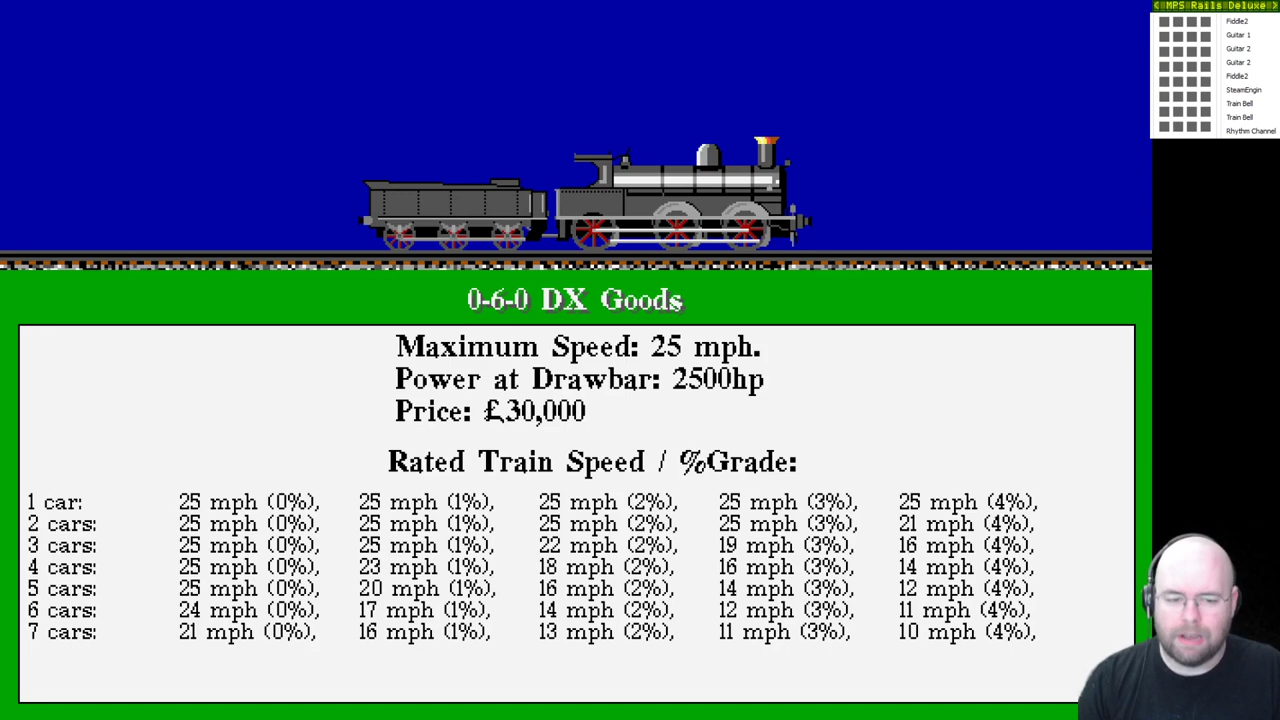 < MPS Rails Deluxe >
Fiddle2
Guitar 1
Guitar 2
Guitar 2
Fiddle2
SteamEngin
Train Bell
Train Bell
Rhythm Channel
0-6-0 DX Goods
Maximum Speed: 25 mph.
Power at Drawbar: 2500hp
Price: £30,000
Rated Train Speed / %Grade:
1 car: 25 mph (0%), 25 mph (1%), 25 mph (2%), 25 mph (3%), 25 mph (4%),
2 cars: 25 mph (0%), 25 mph (1%), 25 mph (2%), 25 mph (3%), 21 mph (4%),
3 cars: 25 mph (0%), 25 mph (1%), 22 mph (2%), 19 mph (3%), 16 mph (4%),
4 cars: 25 mph (0%), 23 mph (1%), 18 mph (2%), 16 mph (3%), 14 mph (4%),
5 cars: 25 mph (0%), 20 mph (1%), 16 mph (2%), 14 mph (3%), 12 mph (4%),
6 cars: 24 mph (0%), 17 mph (1%), 14 mph (2%), 12 mph (3%), 11 mph (4%),
7 cars: 21 mph (0%), 16 mph (1%), 13 mph (2%), 11 mph (3%), 10 mph (4%),